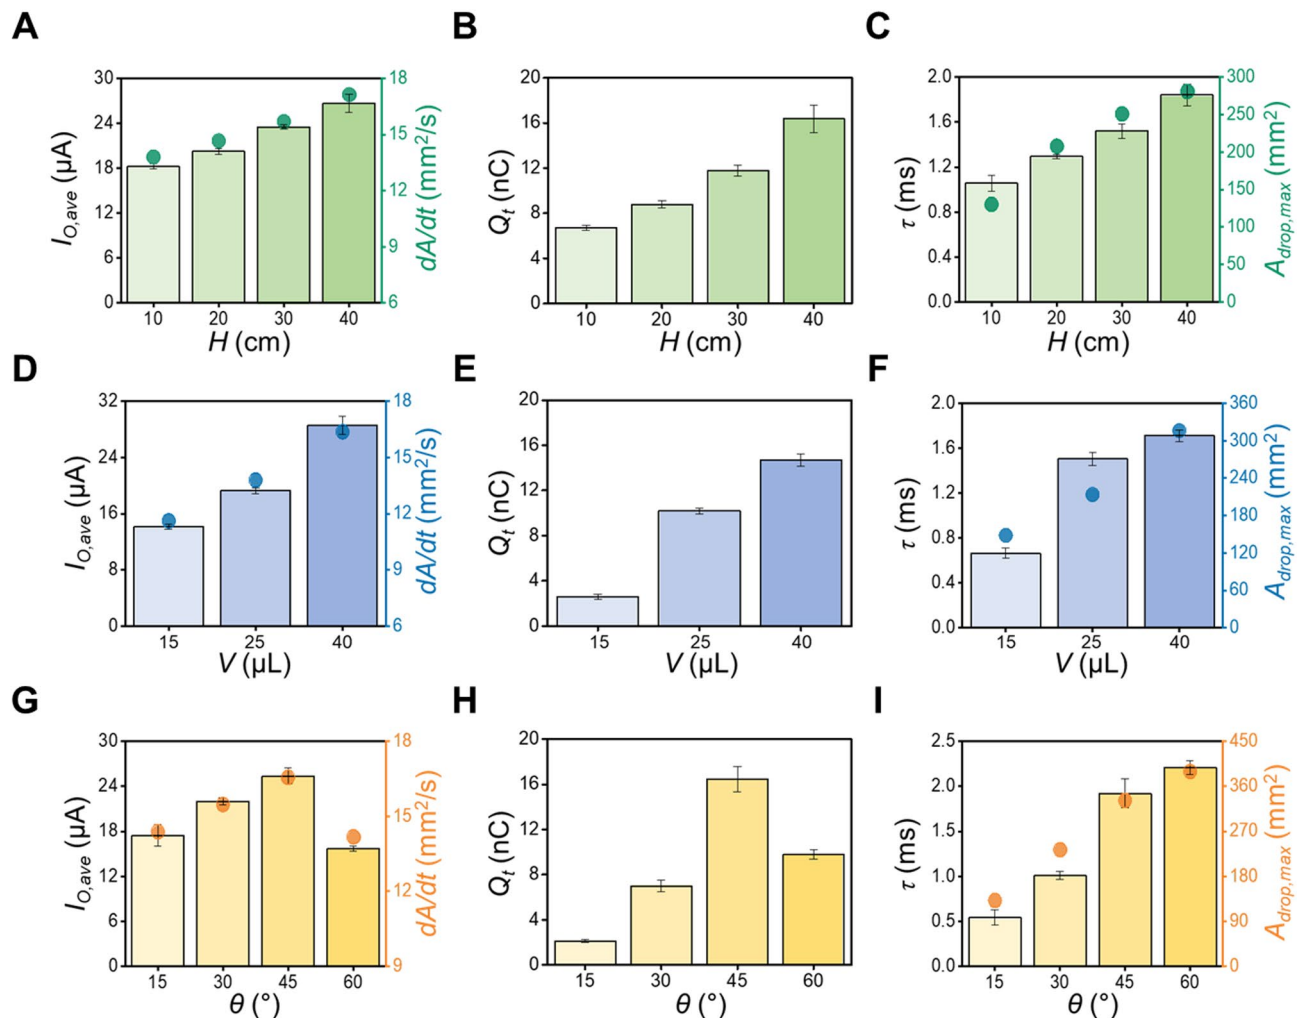 A
B
C
30
24
18
12
6
0
I_O,ave (μA)
18
15
12
9
6
dA/dt (mm²/s)
10 20 30 40
H (cm)
20
16
12
8
4
0
Q_t (nC)
10 20 30 40
H (cm)
2.0
1.6
1.2
0.8
0.4
0.0
τ (ms)
300
250
200
150
100
50
0
A_drop,max (mm²)
10 20 30 40
H (cm)
D
E
F
32
24
16
8
0
I_O,ave (μA)
18
15
12
9
6
dA/dt (mm²/s)
15 25 40
V (μL)
20
16
12
8
4
0
Q_t (nC)
15 25 40
V (μL)
2.0
1.6
1.2
0.8
0.4
0.0
τ (ms)
360
300
240
180
120
60
0
A_drop,max (mm²)
15 25 40
V (μL)
G
H
I
30
24
18
12
6
0
I_O,ave (μA)
18
15
12
9
dA/dt (mm²/s)
15 30 45 60
θ (°)
20
16
12
8
4
0
Q_t (nC)
15 30 45 60
θ (°)
2.5
2.0
1.5
1.0
0.5
0.0
τ (ms)
450
360
270
180
90
0
A_drop,max (mm²)
15 30 45 60
θ (°)